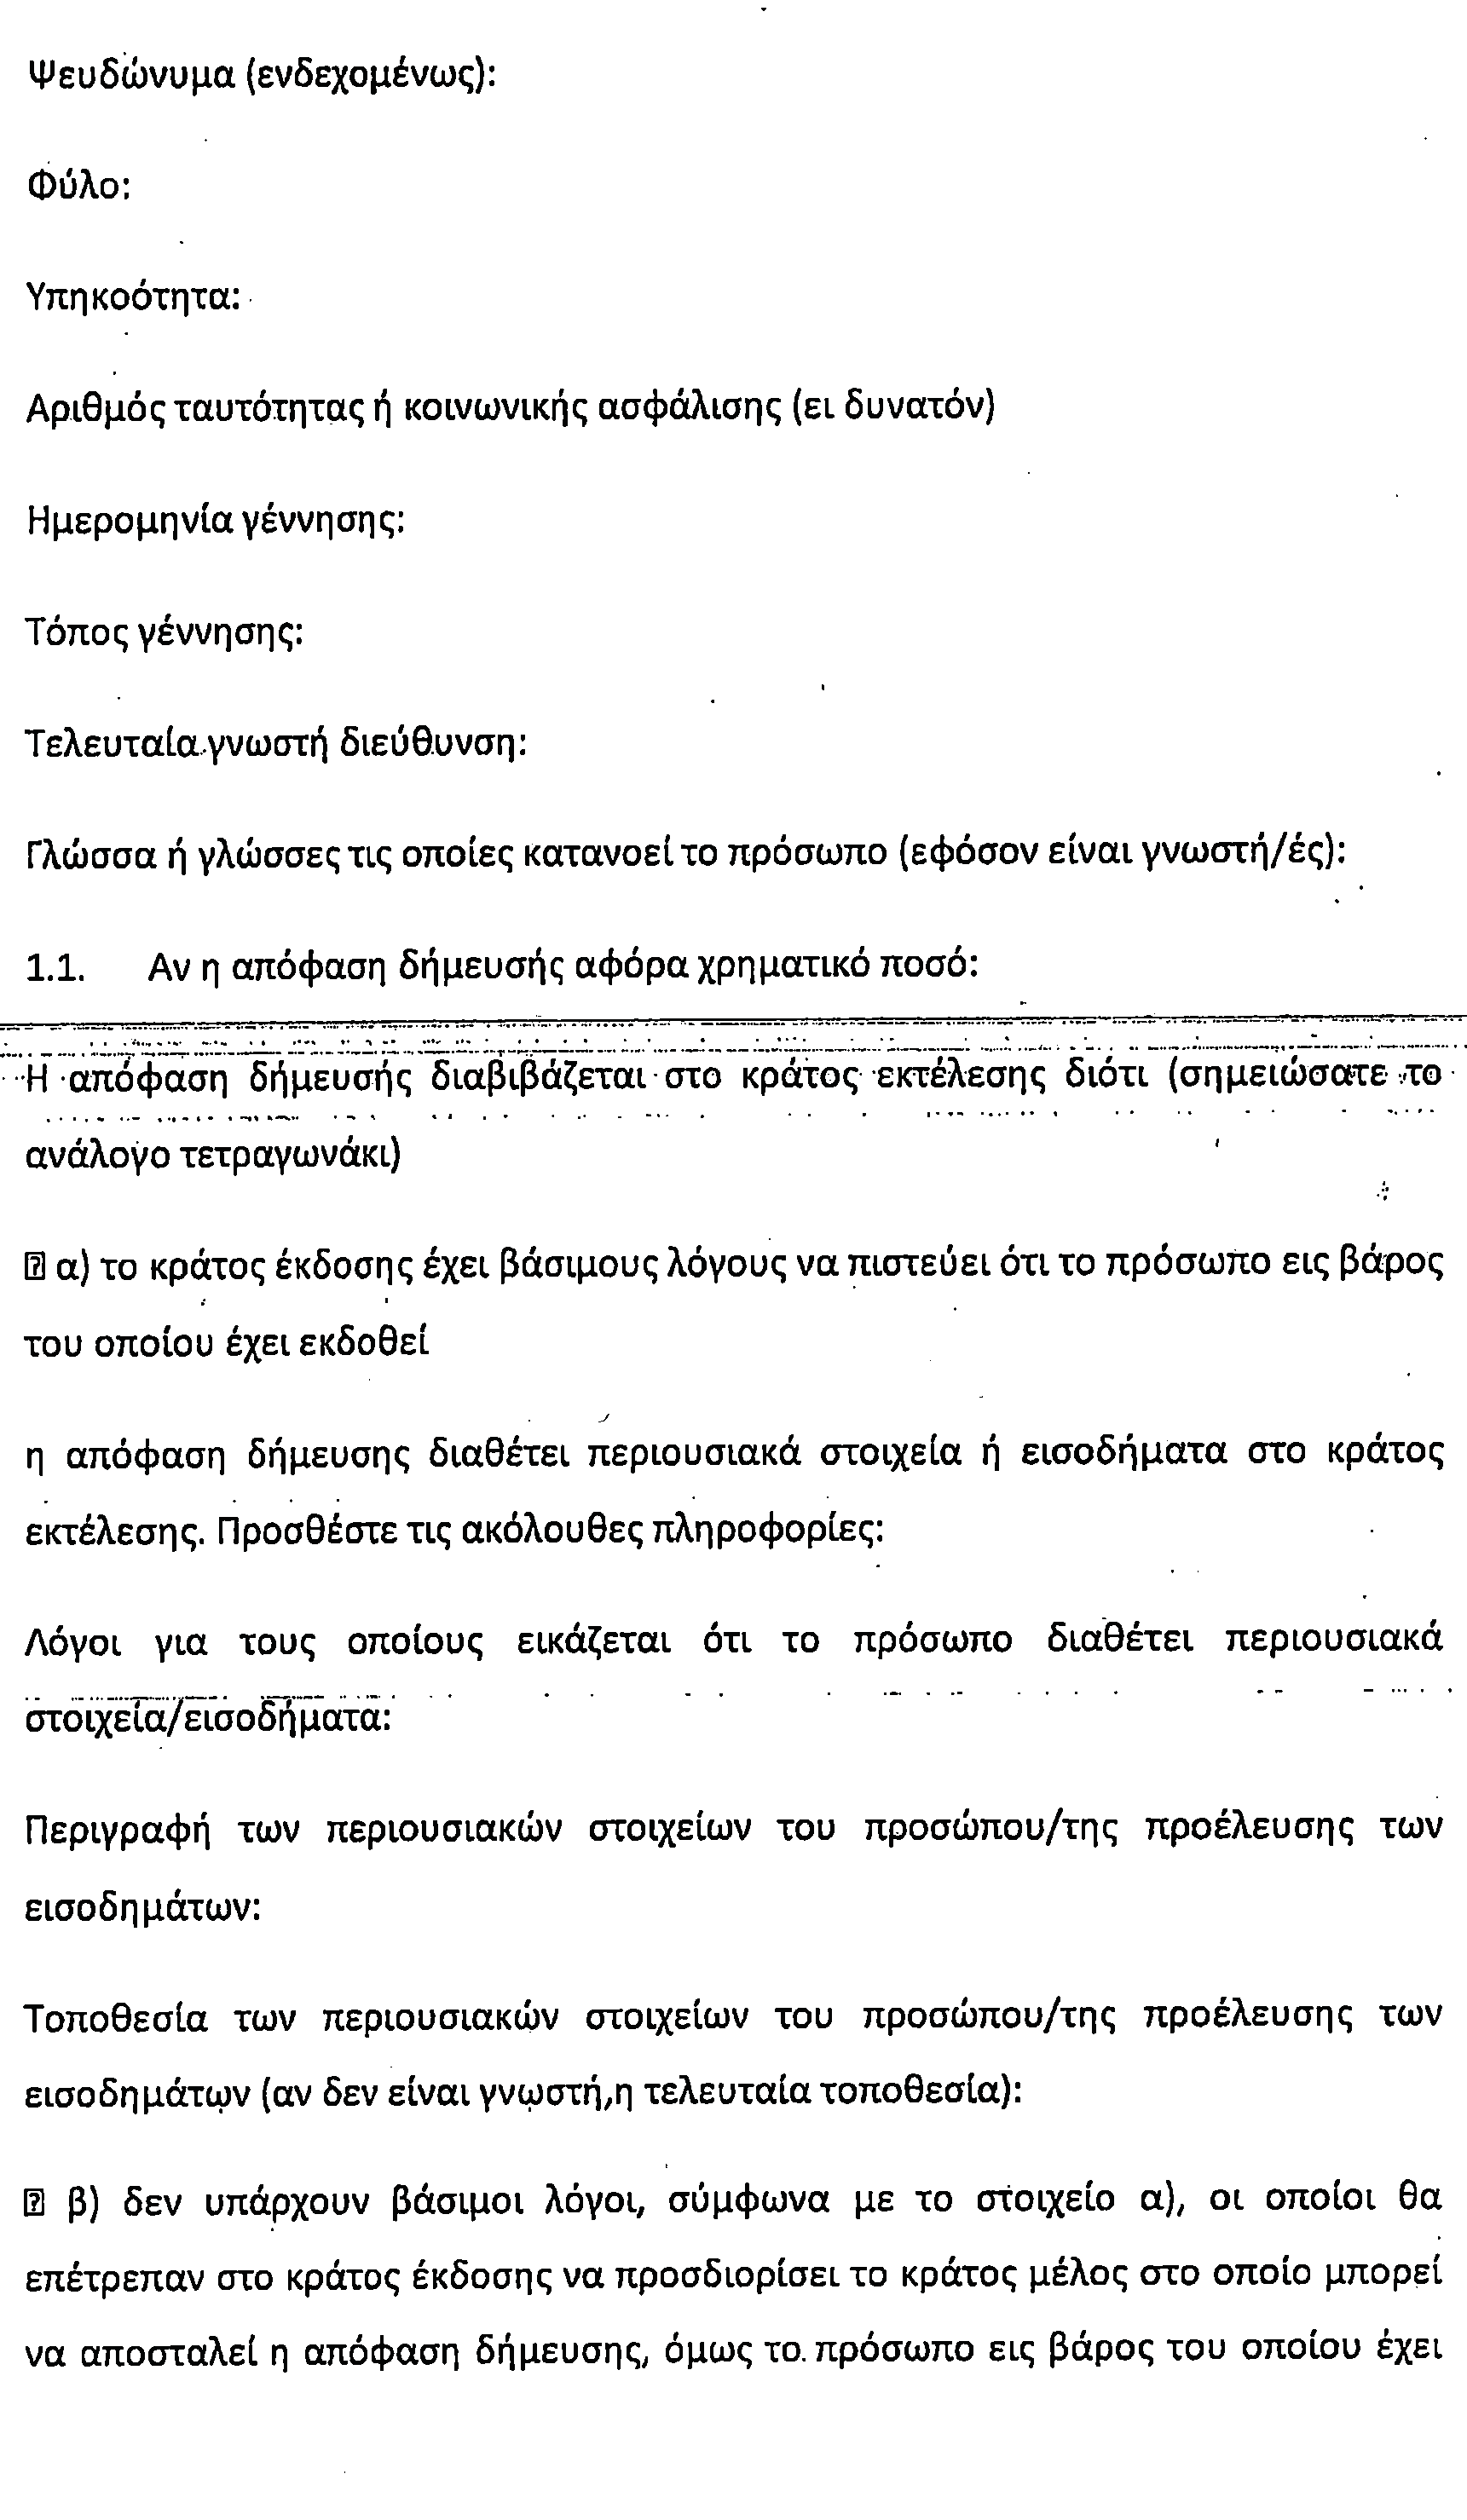 Ψευδώνυμα (ενδεχομένως):
Φύλο:
Υπηκοότητα:
Αριθμός ταυτότητας ή κοινωνικής ασφάλισης (ει δυνατόν)
Ημερομηνία γέννησης:
Τόπος γέννησης:
Τελευταία γνωστή διεύθυνση:
Γλώσσα ή γλώσσες τις οποίες κατανοεί το πρόσωπο (εφόσον είναι γνωστή/ές):
1.1. Αν η απόφαση δήμευσής αφόρα χρηματικό ποσό:
Η απόφαση δήμευσής διαβιβάζεται στο κράτος εκτέλεσης διότι (σημειώσατε το
ανάλογο τετραγωνάκι)
⍰ α) το κράτος έκδοσης έχει βάσιμους λόγους να πιστεύει ότι το πρόσωπο εις βάρος
του οποίου έχει εκδοθεί
η απόφαση δήμευσης διαθέτει περιουσιακά στοιχεία ή εισοδήματα στο κράτος
εκτέλεσης. Προσθέστε τις ακόλουθες πληροφορίες:
Λόγοι για τους οποίους εικάζεται ότι το πρόσωπο διαθέτει περιουσιακά
στοιχεία/εισοδήματα:
Περιγραφή των περιουσιακών στοιχείων του προσώπου/της προέλευσης των
εισοδημάτων:
Τοποθεσία των περιουσιακών στοιχείων του προσώπου/της προέλευσης των
εισοδημάτων (αν δεν είναι γνωστή,η τελευταία τοποθεσία):
⍰ β) δεν υπάρχουν βάσιμοι λόγοι, σύμφωνα με το στοιχείο α), οι οποίοι θα
επέτρεπαν στο κράτος έκδοσης να προσδιορίσει το κράτος μέλος στο οποίο μπορεί
να αποσταλεί η απόφαση δήμευσης, όμως το πρόσωπο εις βάρος του οποίου έχει